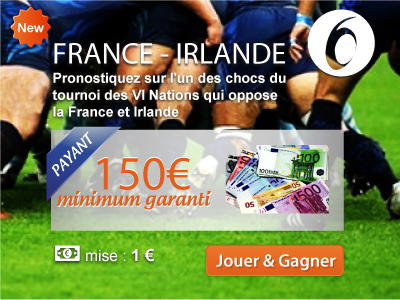 New
FRANCE - IRLANDE
Pronostiquez sur l'un des chocs du
tournoi des VI Nations qui oppose
la France et Irlande
PAYANT
150€
minimum garanti
100
mise : 1 €
Jouer & Gagner